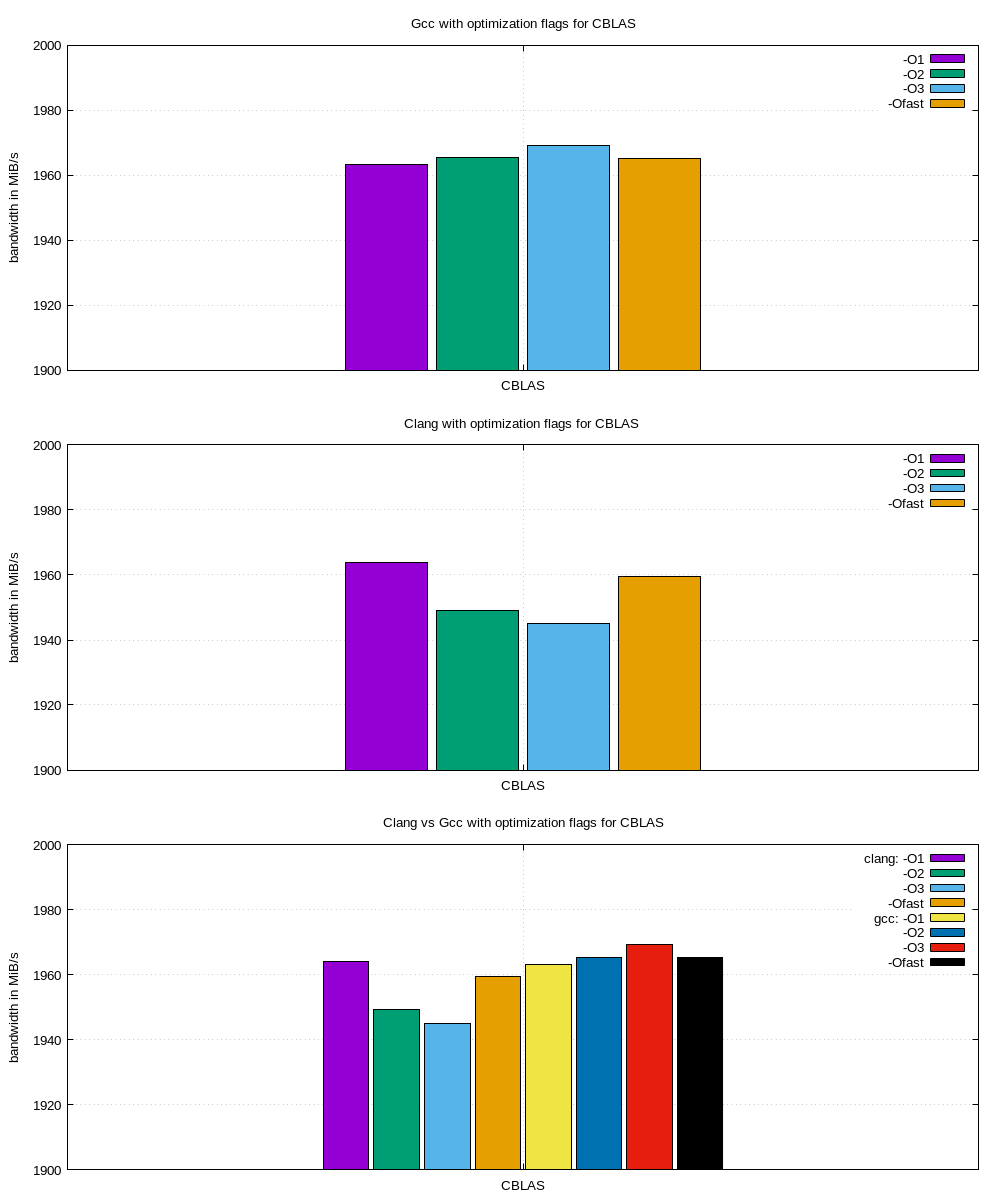 Gcc with optimization flags for CBLAS
2000
1980
1960
1940
1920
1900
bandwidth in MiB/s
-O1
-O2
-O3
-Ofast
CBLAS
Clang with optimization flags for CBLAS
2000
1980
1960
1940
1920
1900
bandwidth in MiB/s
-O1
-O2
-O3
-Ofast
CBLAS
Clang vs Gcc with optimization flags for CBLAS
2000
1980
1960
1940
1920
1900
bandwidth in MiB/s
clang: -O1
-O2
-O3
-Ofast
gcc: -O1
-O2
-O3
-Ofast
CBLAS